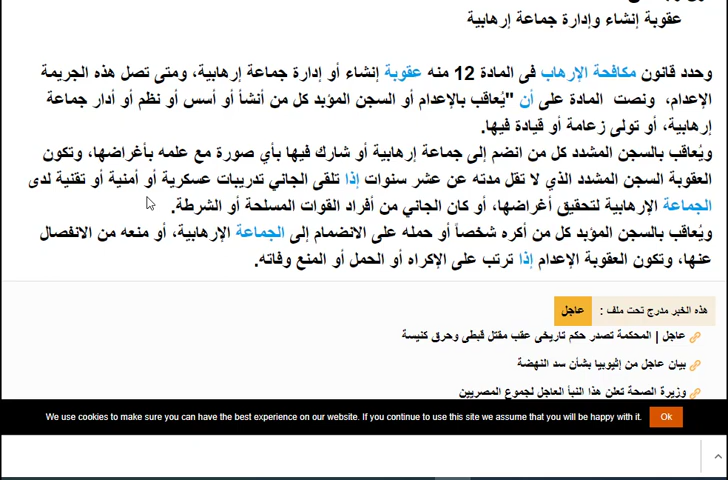 عقوبة إنشاء وإدارة جماعة إرهابية
وحدد قانون مكافحة الإرهاب فى المادة 12 منه عقوبة إنشاء أو إدارة جماعة إرهابية، ومتى تصل هذه الجريمة
الإعدام، ونصت المادة على أن "يُعاقب بالإعدام أو السجن المؤبد كل من أنشأ أو أسس أو نظم أو أدار جماعة
إرهابية، أو تولى زعامة أو قيادة فيها.
ويُعاقب بالسجن المشدد كل من انضم إلى جماعة إرهابية أو شارك فيها بأي صورة مع علمه بأغراضها، وتكون
العقوبة السجن المشدد الذي لا تقل مدته عن عشر سنوات إذا تلقى الجاني تدريبات عسكرية أو أمنية أو تقنية لدى
الجماعة الإرهابية لتحقيق أغراضها، أو كان الجاني من أفراد القوات المسلحة أو الشرطة.
ويُعاقب بالسجن المؤبد كل من أكره شخصاً أو حمله على الانضمام إلى الجماعة الإرهابية، أو منعه من الانفصال
عنها، وتكون العقوبة الإعدام إذا ترتب على الإكراه أو الحمل أو المنع وفاته.
هذه الخبر مدرج تحت ملف : عاجل
عاجل | المحكمة تصدر حكم تاريخى عقب مقتل قبطى وحرق كنيسة
بيان عاجل من إثيوبيا بشأن سد النهضة
وزيرة الصحة تعلن هذا النبأ العاجل لجموع المصريين
We use cookies to make sure you can have the best experience on our website. If you continue to use this site we assume that you will be happy with it. Ok